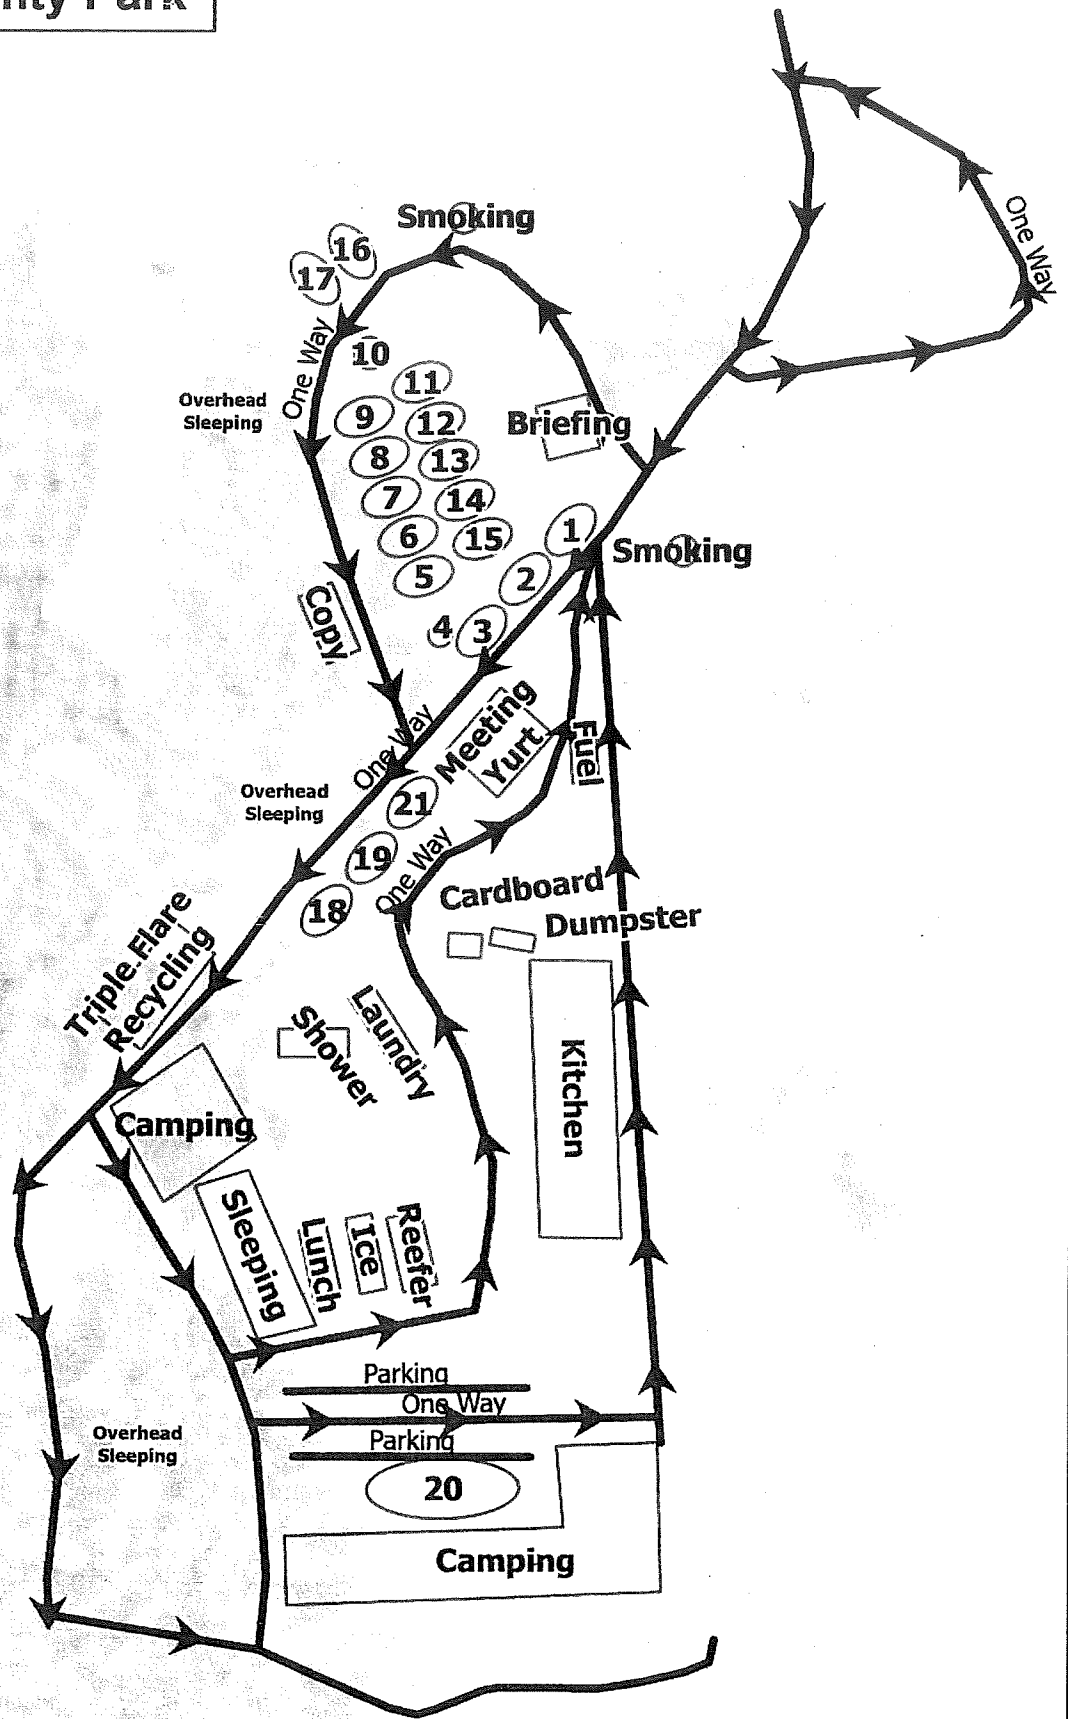 Park
One Way
Smoking
16
17
10
One Way
11
Overhead
Sleeping
9
12
Briefing
8
13
7
14
6
15
1
Smoking
5
2
Copy
4
3
Meeting
Yurt
Fuel
One Way
Overhead
Sleeping
21
19
One Way
18
Cardboard
Dumpster
Triple Flare
Recycling
Laundry
Shower
Kitchen
Camping
Sleeping
Lunch
Ice
Reefer
Parking
One Way
Parking
Overhead
Sleeping
20
Camping